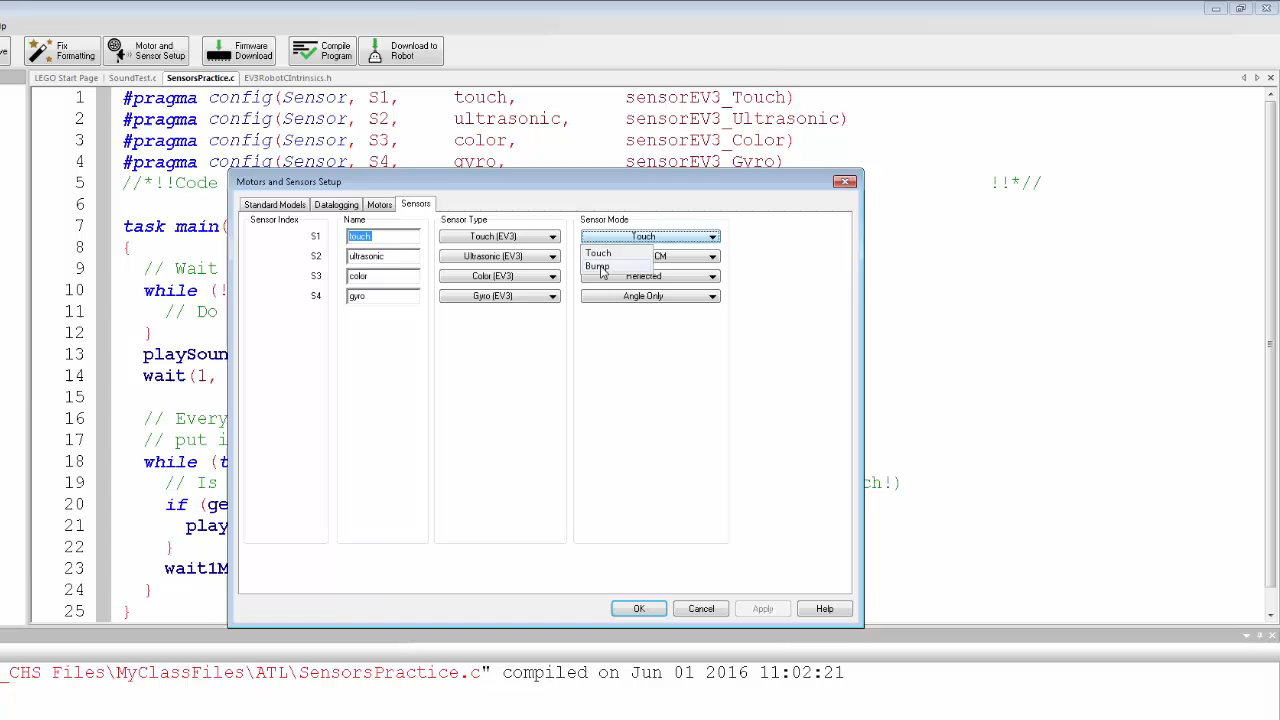 lp
ve
Fix Formatting
Motor and Sensor Setup
Firmware Download
Compile Program
Download to Robot
LEGO Start Page SoundTest.c SensorsPractice.c EV3RobotCIntrinsics.h
1 #pragma config(Sensor, S1, touch, sensorEV3_Touch)
2 #pragma config(Sensor, S2, ultrasonic, sensorEV3_Ultrasonic)
3 #pragma config(Sensor, S3, color, sensorEV3_Color)
4 #pragma config(Sensor, S4, gyro, sensorEV3_Gyro)
5 //*!!Code !!*//
6
7 task main(
8 {
9 // Wait
10 while (!
11 // Do
12 }
13 playSoun
14 wait(1,
15
16 // Every
17 // put i
18 while (t
19 // Is ch!)
20 if (ge
21 play
22 }
23 wait1M
24 }
25 }
Motors and Sensors Setup
Standard Models Datalogging Motors Sensors
Sensor Index Name Sensor Type Sensor Mode
S1 touch Touch (EV3) Touch
Touch
S2 ultrasonic Ultrasonic (EV3) CM
Bump
S3 color Color (EV3) Reflected
S4 gyro Gyro (EV3) Angle Only
OK Cancel Apply Help
_CHS Files\MyClassFiles\ATL\SensorsPractice.c" compiled on Jun 01 2016 11:02:21